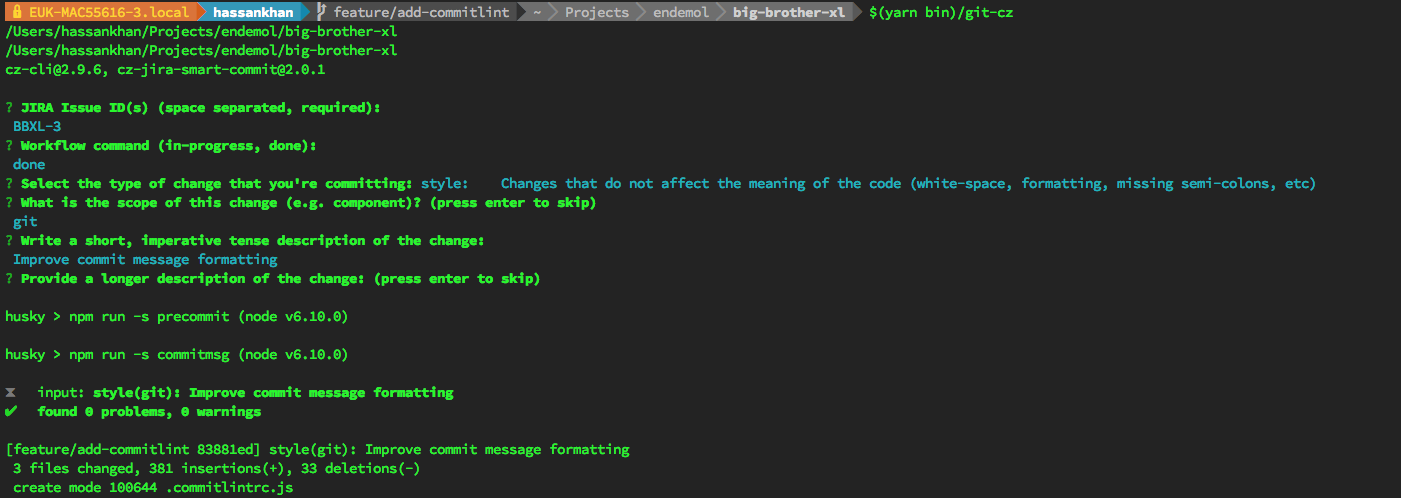 EUK-MAC55616-3.local hassankhan feature/add-commitlint ~ Projects endemol big-brother-xl $(yarn bin)/git-cz
/Users/hassankhan/Projects/endemol/big-brother-xl
/Users/hassankhan/Projects/endemol/big-brother-xl
cz-cli@2.9.6, cz-jira-smart-commit@2.0.1
? JIRA Issue ID(s) (space separated, required):
BBXL-3
? Workflow command (in-progress, done):
done
? Select the type of change that you're committing: style: Changes that do not affect the meaning of the code (white-space, formatting, missing semi-colons, etc)
? What is the scope of this change (e.g. component)? (press enter to skip)
git
? Write a short, imperative tense description of the change:
Improve commit message formatting
? Provide a longer description of the change: (press enter to skip)
husky > npm run -s precommit (node v6.10.0)
husky > npm run -s commitmsg (node v6.10.0)
⧗ input: style(git): Improve commit message formatting
✔ found 0 problems, 0 warnings
[feature/add-commitlint 83881ed] style(git): Improve commit message formatting
3 files changed, 381 insertions(+), 33 deletions(-)
create mode 100644 .commitlintrc.js